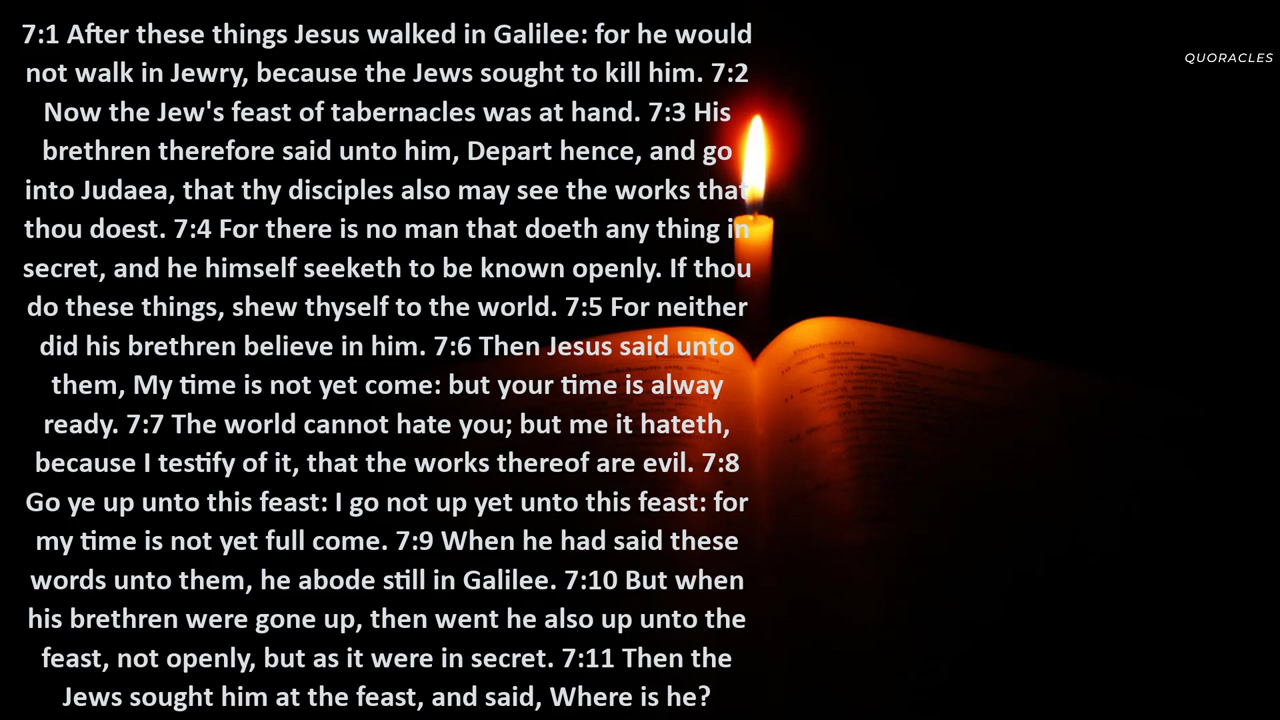 7:1 After these things Jesus walked in Galilee: for he would
not walk in Jewry, because the Jews sought to kill him. 7:2
Now the Jew's feast of tabernacles was at hand. 7:3 His
brethren therefore said unto him, Depart hence, and go
into Judaea, that thy disciples also may see the works that
thou doest. 7:4 For there is no man that doeth any thing in
secret, and he himself seeketh to be known openly. If thou
do these things, shew thyself to the world. 7:5 For neither
did his brethren believe in him. 7:6 Then Jesus said unto
them, My time is not yet come: but your time is alway
ready. 7:7 The world cannot hate you; but me it hateth,
because I testify of it, that the works thereof are evil. 7:8
Go ye up unto this feast: I go not up yet unto this feast: for
my time is not yet full come. 7:9 When he had said these
words unto them, he abode still in Galilee. 7:10 But when
his brethren were gone up, then went he also up unto the
feast, not openly, but as it were in secret. 7:11 Then the
Jews sought him at the feast, and said, Where is he?
QUORACLES